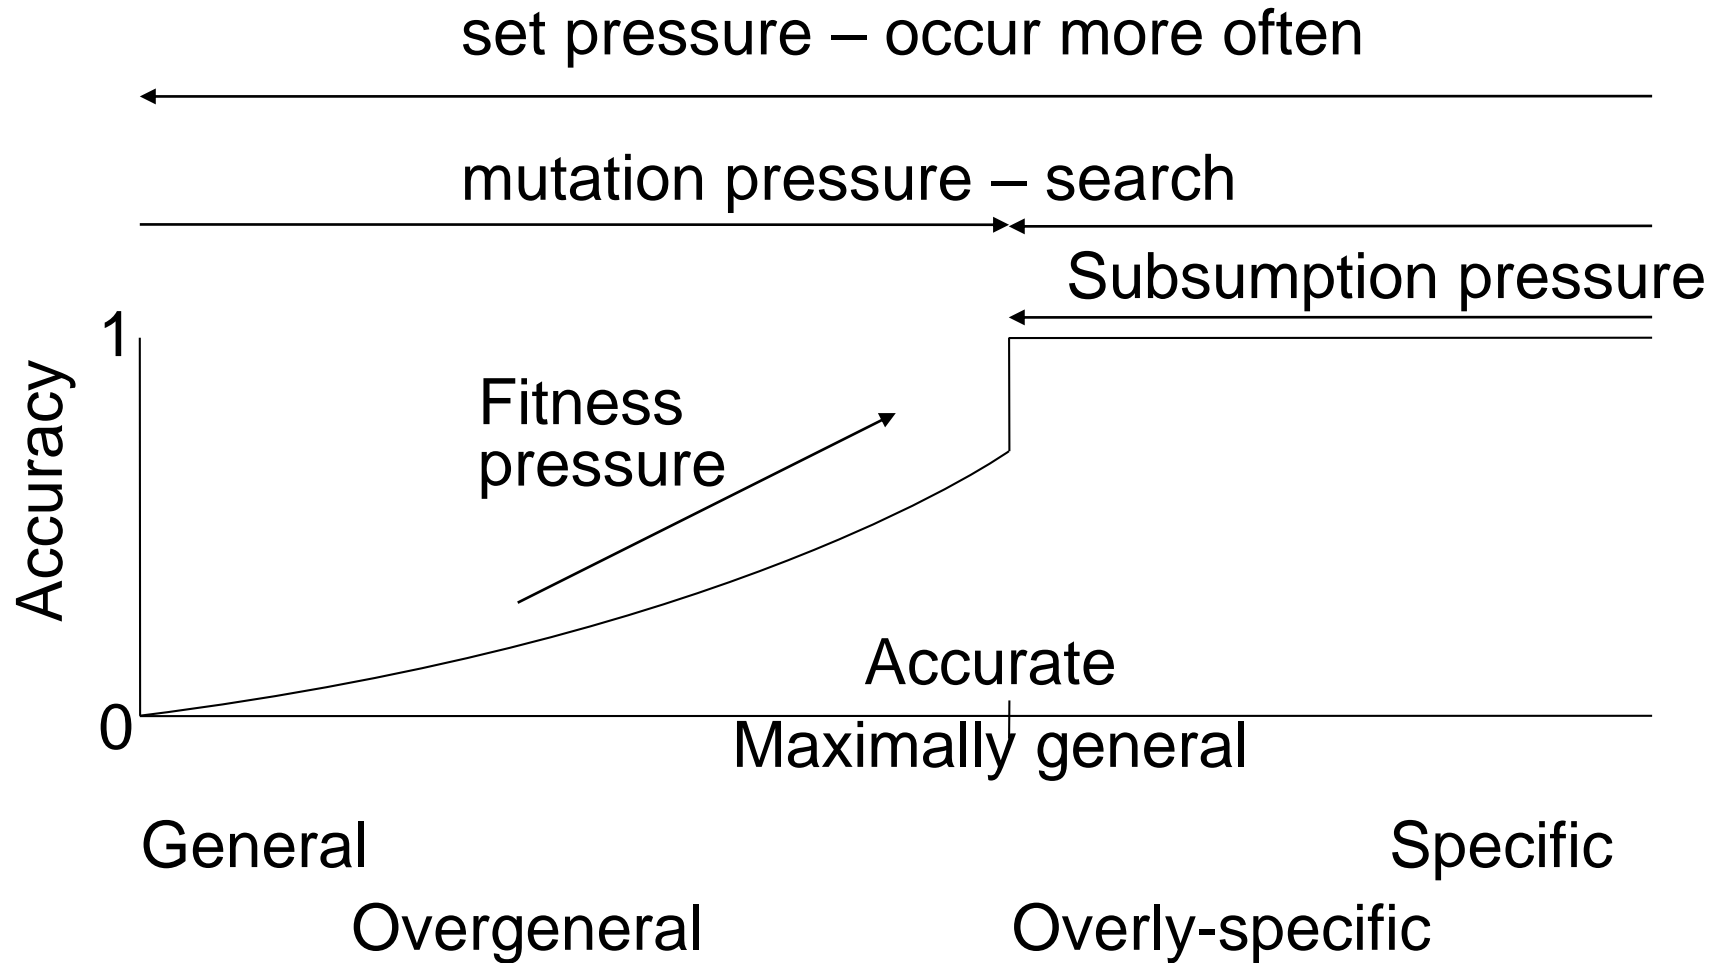 set pressure – occur more often
mutation pressure – search
Subsumption pressure
1
Fitness
pressure
Accuracy
Accurate
0
Maximally general
General
Specific
Overgeneral
Overly-specific